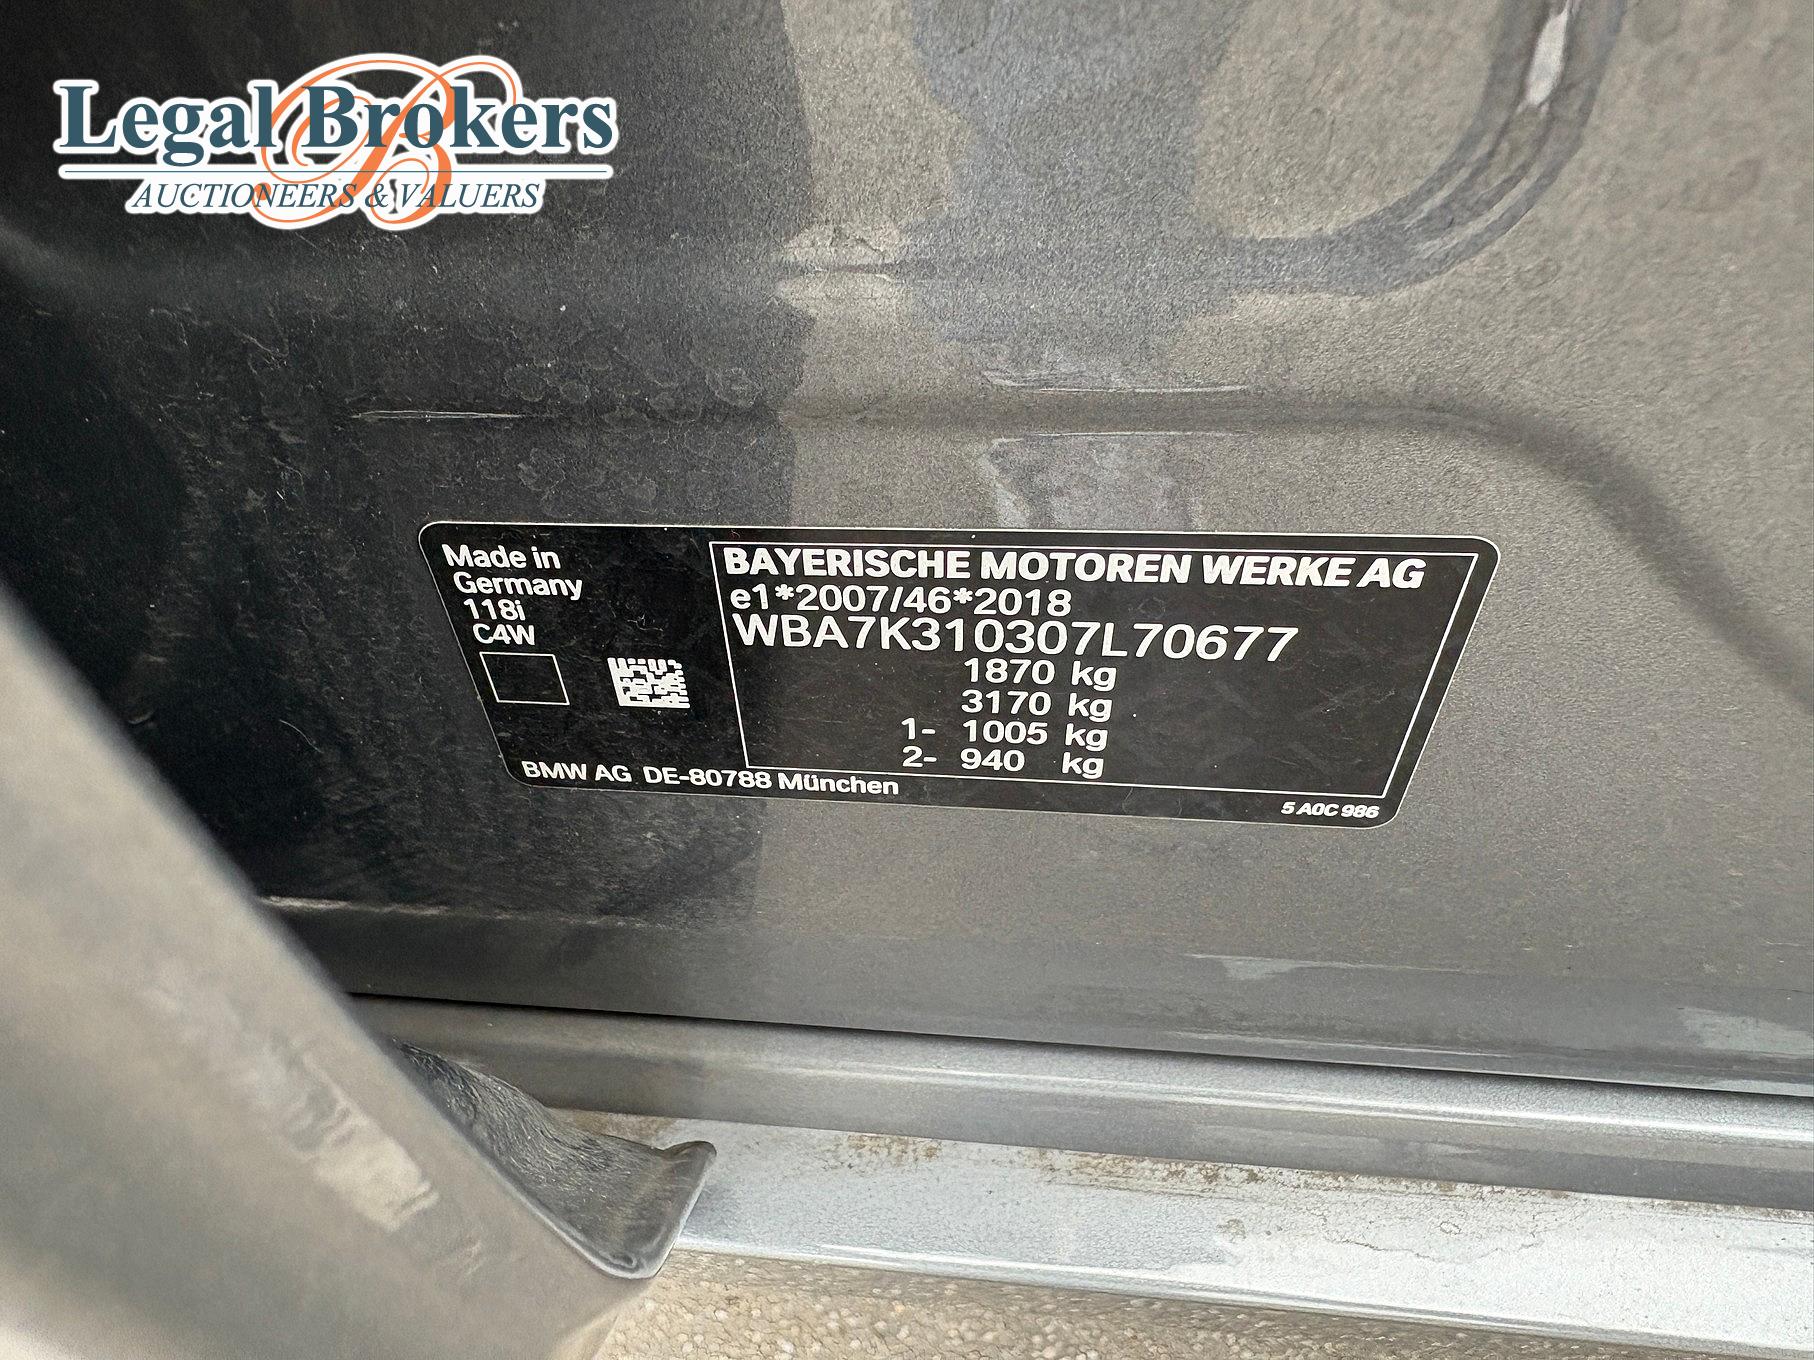 Legal Brokers
AUCTIONEERS & VALUERS
Made in
Germany
118i
C4W
BAYERISCHE MOTOREN WERKE AG
e1*2007/46*2018
WBA7K310307L70677
1870 kg
3170 kg
1- 1005 kg
2- 940 kg
BMW AG DE-80788 München
5 A0C 986